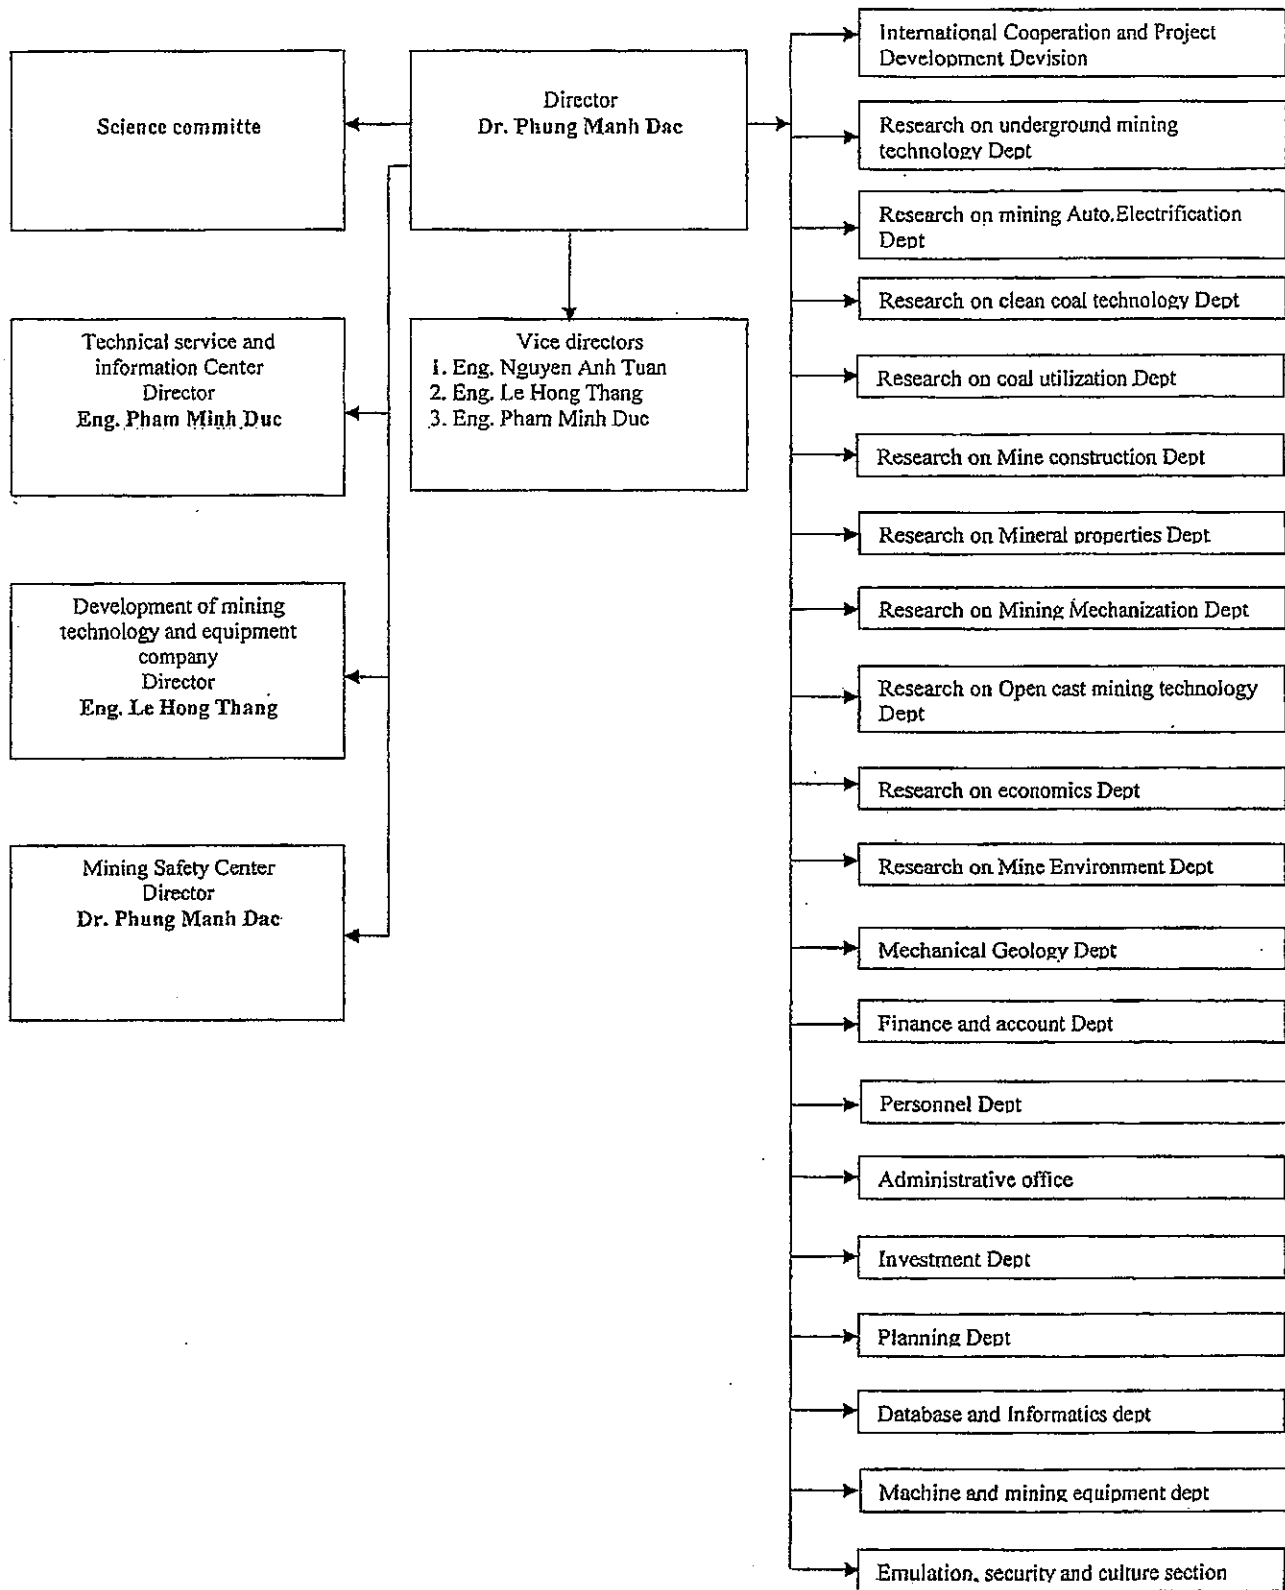 Science committe
Director
Dr. Phung Manh Dac
Technical service and
information Center
Director
Eng. Pham Minh Duc
Vice directors
1. Eng. Nguyen Anh Tuan
2. Eng. Le Hong Thang
3. Eng. Pham Minh Duc
Development of mining
technology and equipment
company
Director
Eng. Le Hong Thang
Mining Safety Center
Director
Dr. Phung Manh Dac
International Cooperation and Project
Development Devision
Research on underground mining
technology Dept
Research on mining Auto.Electrification
Dept
Research on clean coal technology Dept
Research on coal utilization Dept
Research on Mine construction Dept
Research on Mineral properties Dept
Research on Mining Mechanization Dept
Research on Open cast mining technology
Dept
Research on economics Dept
Research on Mine Environment Dept
Mechanical Geology Dept
Finance and account Dept
Personnel Dept
Administrative office
Investment Dept
Planning Dept
Database and Informatics dept
Machine and mining equipment dept
Emulation, security and culture section